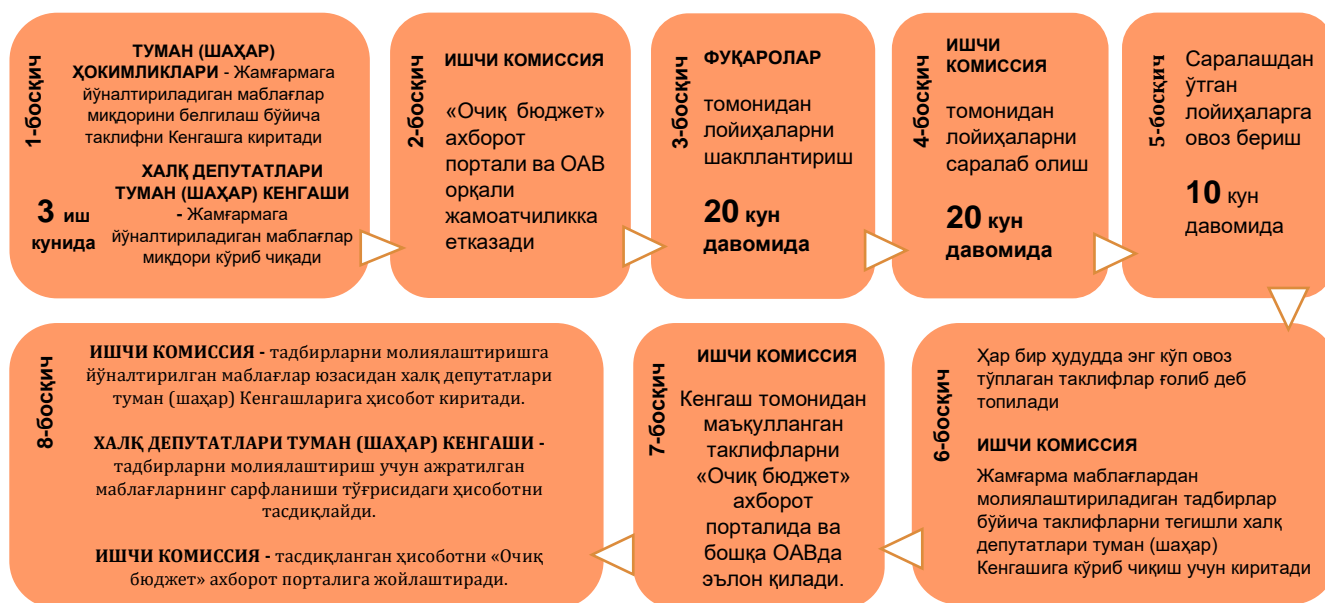 1-босқич
ТУМАН (ШАҲАР)
ҲОКИМЛИКЛАРИ - Жамғармага
йўналтириладиган маблағлар
миқдорини белгилаш бўйича
таклифни Кенгашга киритади
ХАЛҚ ДЕПУТАТЛАРИ
ТУМАН (ШАҲАР) КЕНГАШИ
- Жамғармага
йўналтириладиган маблағлар
миқдори кўриб чиқади
3 иш
кунида
2-босқич
ИШЧИ КОМИССИЯ
«Очиқ бюджет»
ахборот
портали ва ОАВ
орқали
жамоатчиликка
етказади
3-босқич
ФУҚАРОЛАР
томонидан
лойиҳаларни
шакллантириш
20 кун
давомида
4-босқич
ИШЧИ
КОМИССИЯ
томонидан
лойиҳаларни
саралаб олиш
20 кун
давомида
5-босқич
Саралашдан
ўтган
лойиҳаларга
овоз бериш
10 кун
давомида
6-босқич
Ҳар бир ҳудудда энг кўп овоз
тўплаган таклифлар ғолиб деб
топилади
ИШЧИ КОМИССИЯ
Жамғарма маблағлардан
молиялаштириладиган тадбирлар
бўйича таклифларни тегишли халқ
депутатлари туман (шаҳар)
Кенгашига кўриб чиқиш учун киритади
7-босқич
ИШЧИ КОМИССИЯ
Кенгаш томонидан
маъқулланган
таклифларни
«Очиқ бюджет»
ахборот
порталида ва
бошқа ОАВда
эълон қилади.
8-босқич
ИШЧИ КОМИССИЯ - тадбирларни молиялаштиришга
йўналтирилган маблағлар юзасидан халқ депутатлари
туман (шаҳар) Кенгашларига ҳисобот киритади.
ХАЛҚ ДЕПУТАТЛАРИ ТУМАН (ШАҲАР) КЕНГАШИ -
тадбирларни молиялаштириш учун ажратилган
маблағларнинг сарфланиши тўғрисидаги ҳисоботни
тасдиқлайди.
ИШЧИ КОМИССИЯ - тасдиқланган ҳисоботни «Очиқ
бюджет» ахборот порталига жойлаштиради.